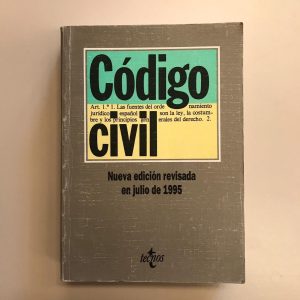 Código
Art. 1.º 1. Las fuentes del orde namiento
jurídico español son la ley, la costum-
bre y los principios generales del derecho. 2.
civil
Nueva edición revisada
en julio de 1995
tecnos